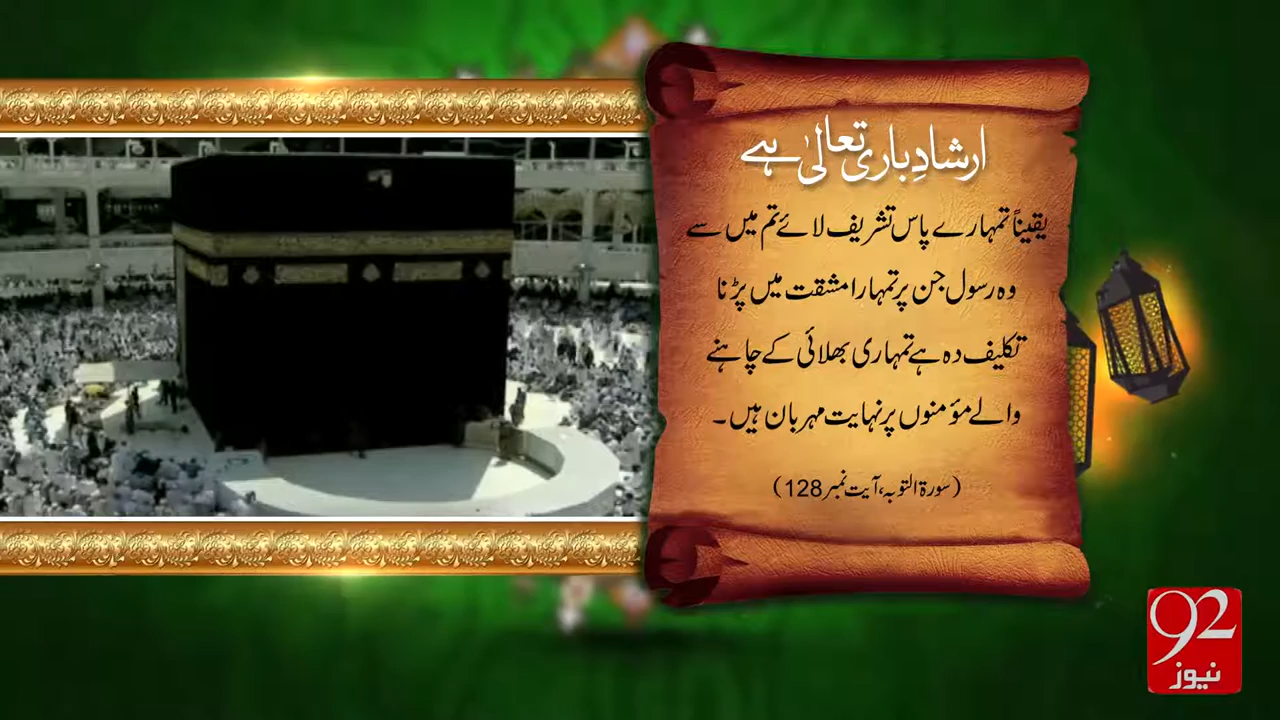 ارشادِ باری تعالیٰ ہے
یقیناً تمہارے پاس تشریف لائے تم میں سے
وہ رسول جن پر تمہارا مشقت میں پڑنا
تکلیف دہ ہے تمہاری بھلائی کے چاہنے
والے مؤمنوں پر نہایت مہربان ہیں۔
(سورۃ التوبہ، آیت نمبر 128)
92
نیوز